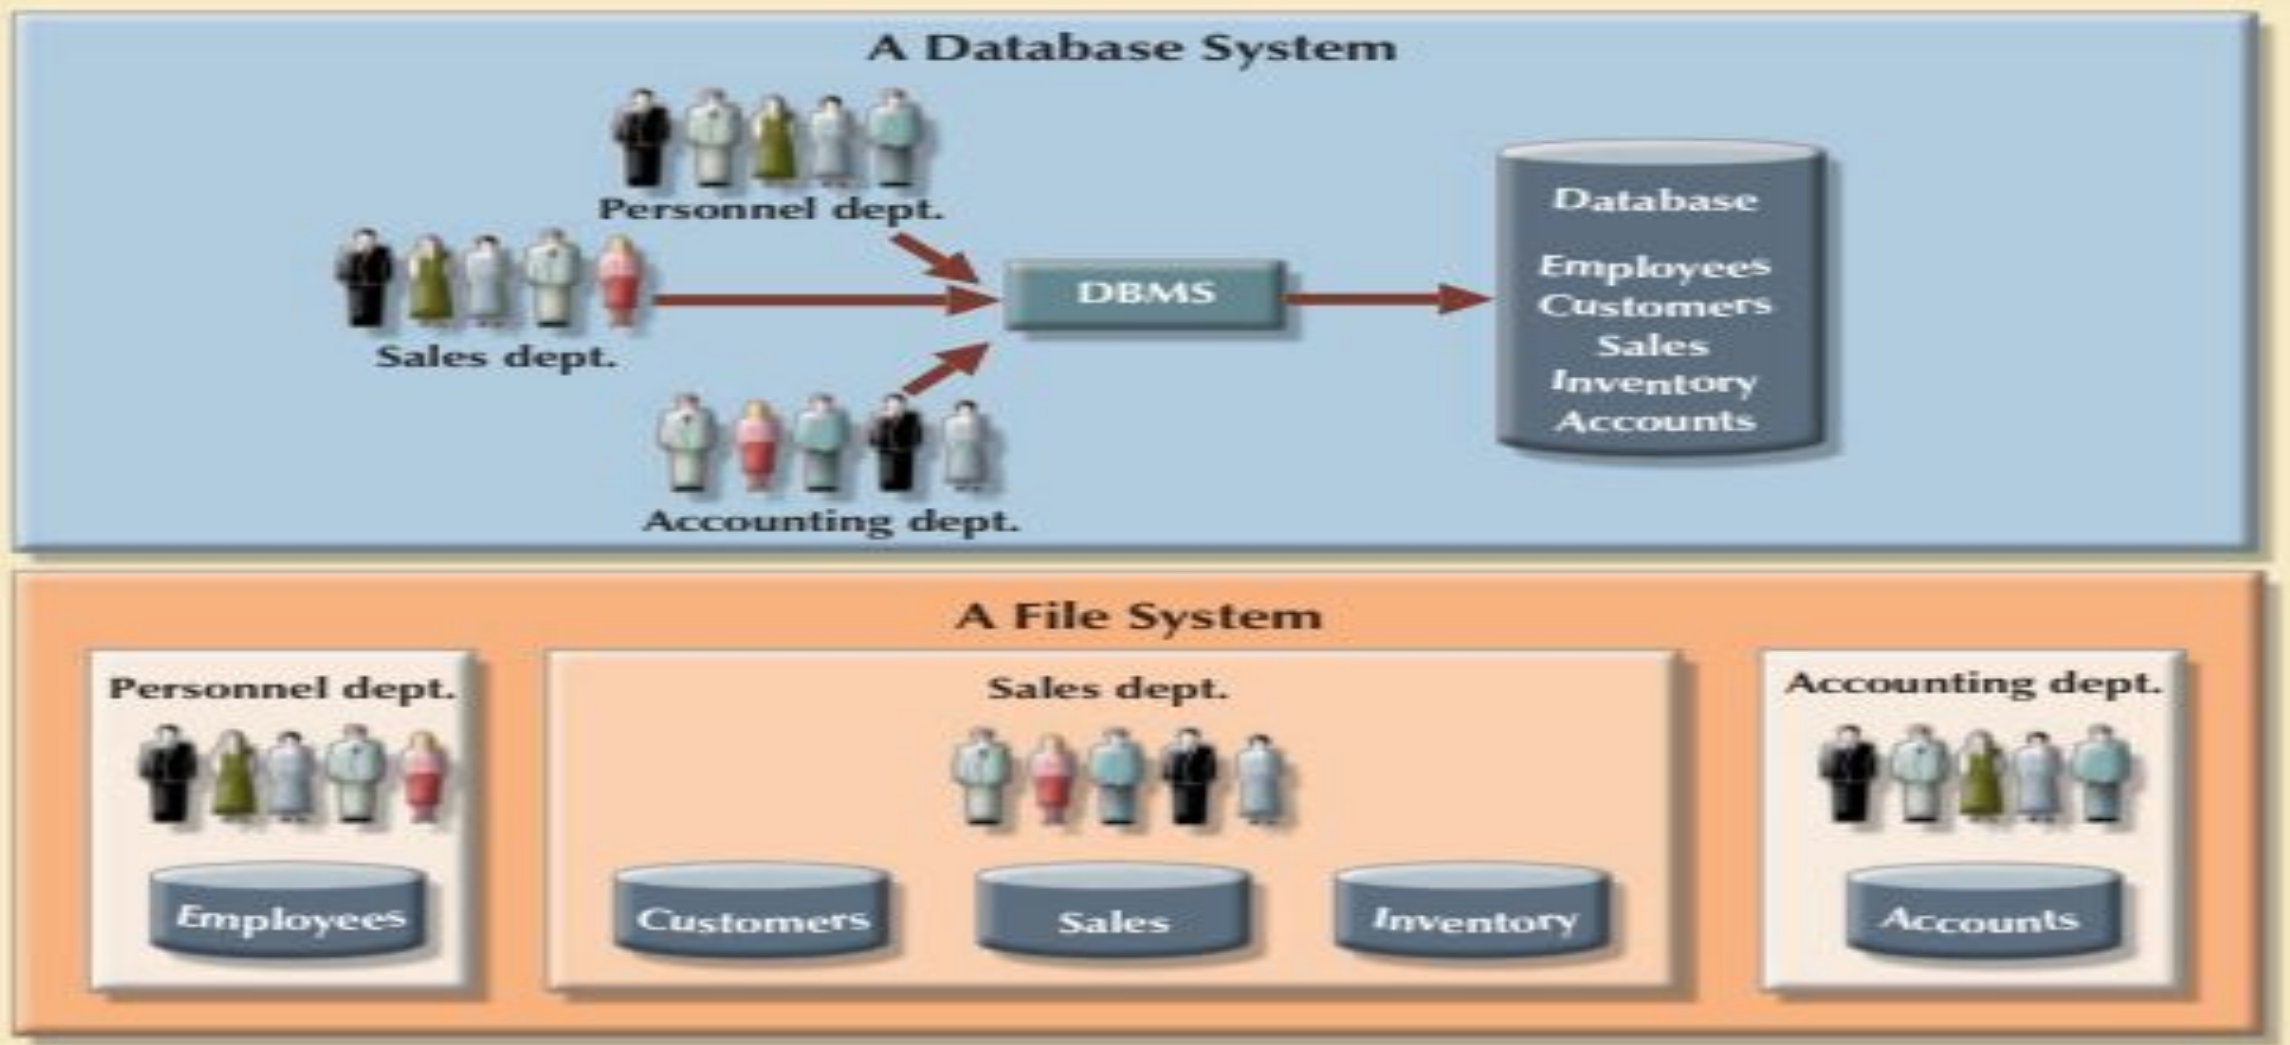 A Database System
Personnel dept.
Sales dept.
Accounting dept.
DBMS
Database
Employees
Customers
Sales
Inventory
Accounts
A File System
Personnel dept.
Employees
Sales dept.
Customers
Sales
Inventory
Accounting dept.
Accounts